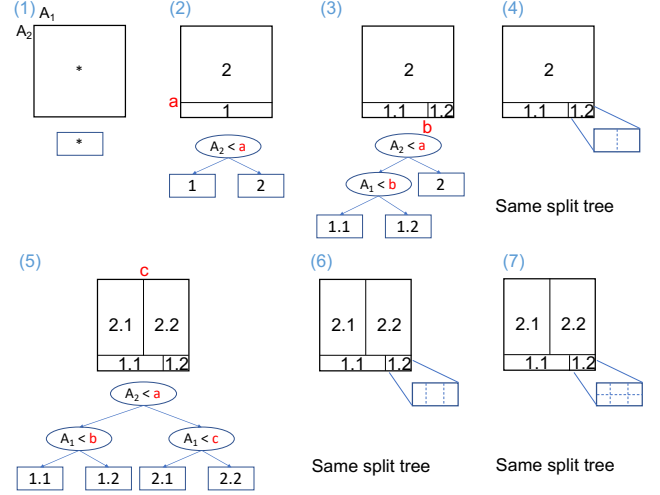 (1)
A₁
A₂
*
*
(2)
2
a
1
A₂ < a
1
2
(3)
2
1.1
1.2
b
A₂ < a
A₁ < b
2
1.1
1.2
(4)
2
1.1
1.2
Same split tree
(5)
c
2.1
2.2
1.1
1.2
A₂ < a
A₁ < b
A₁ < c
1.1
1.2
2.1
2.2
(6)
2.1
2.2
1.1
1.2
Same split tree
(7)
2.1
2.2
1.1
1.2
Same split tree